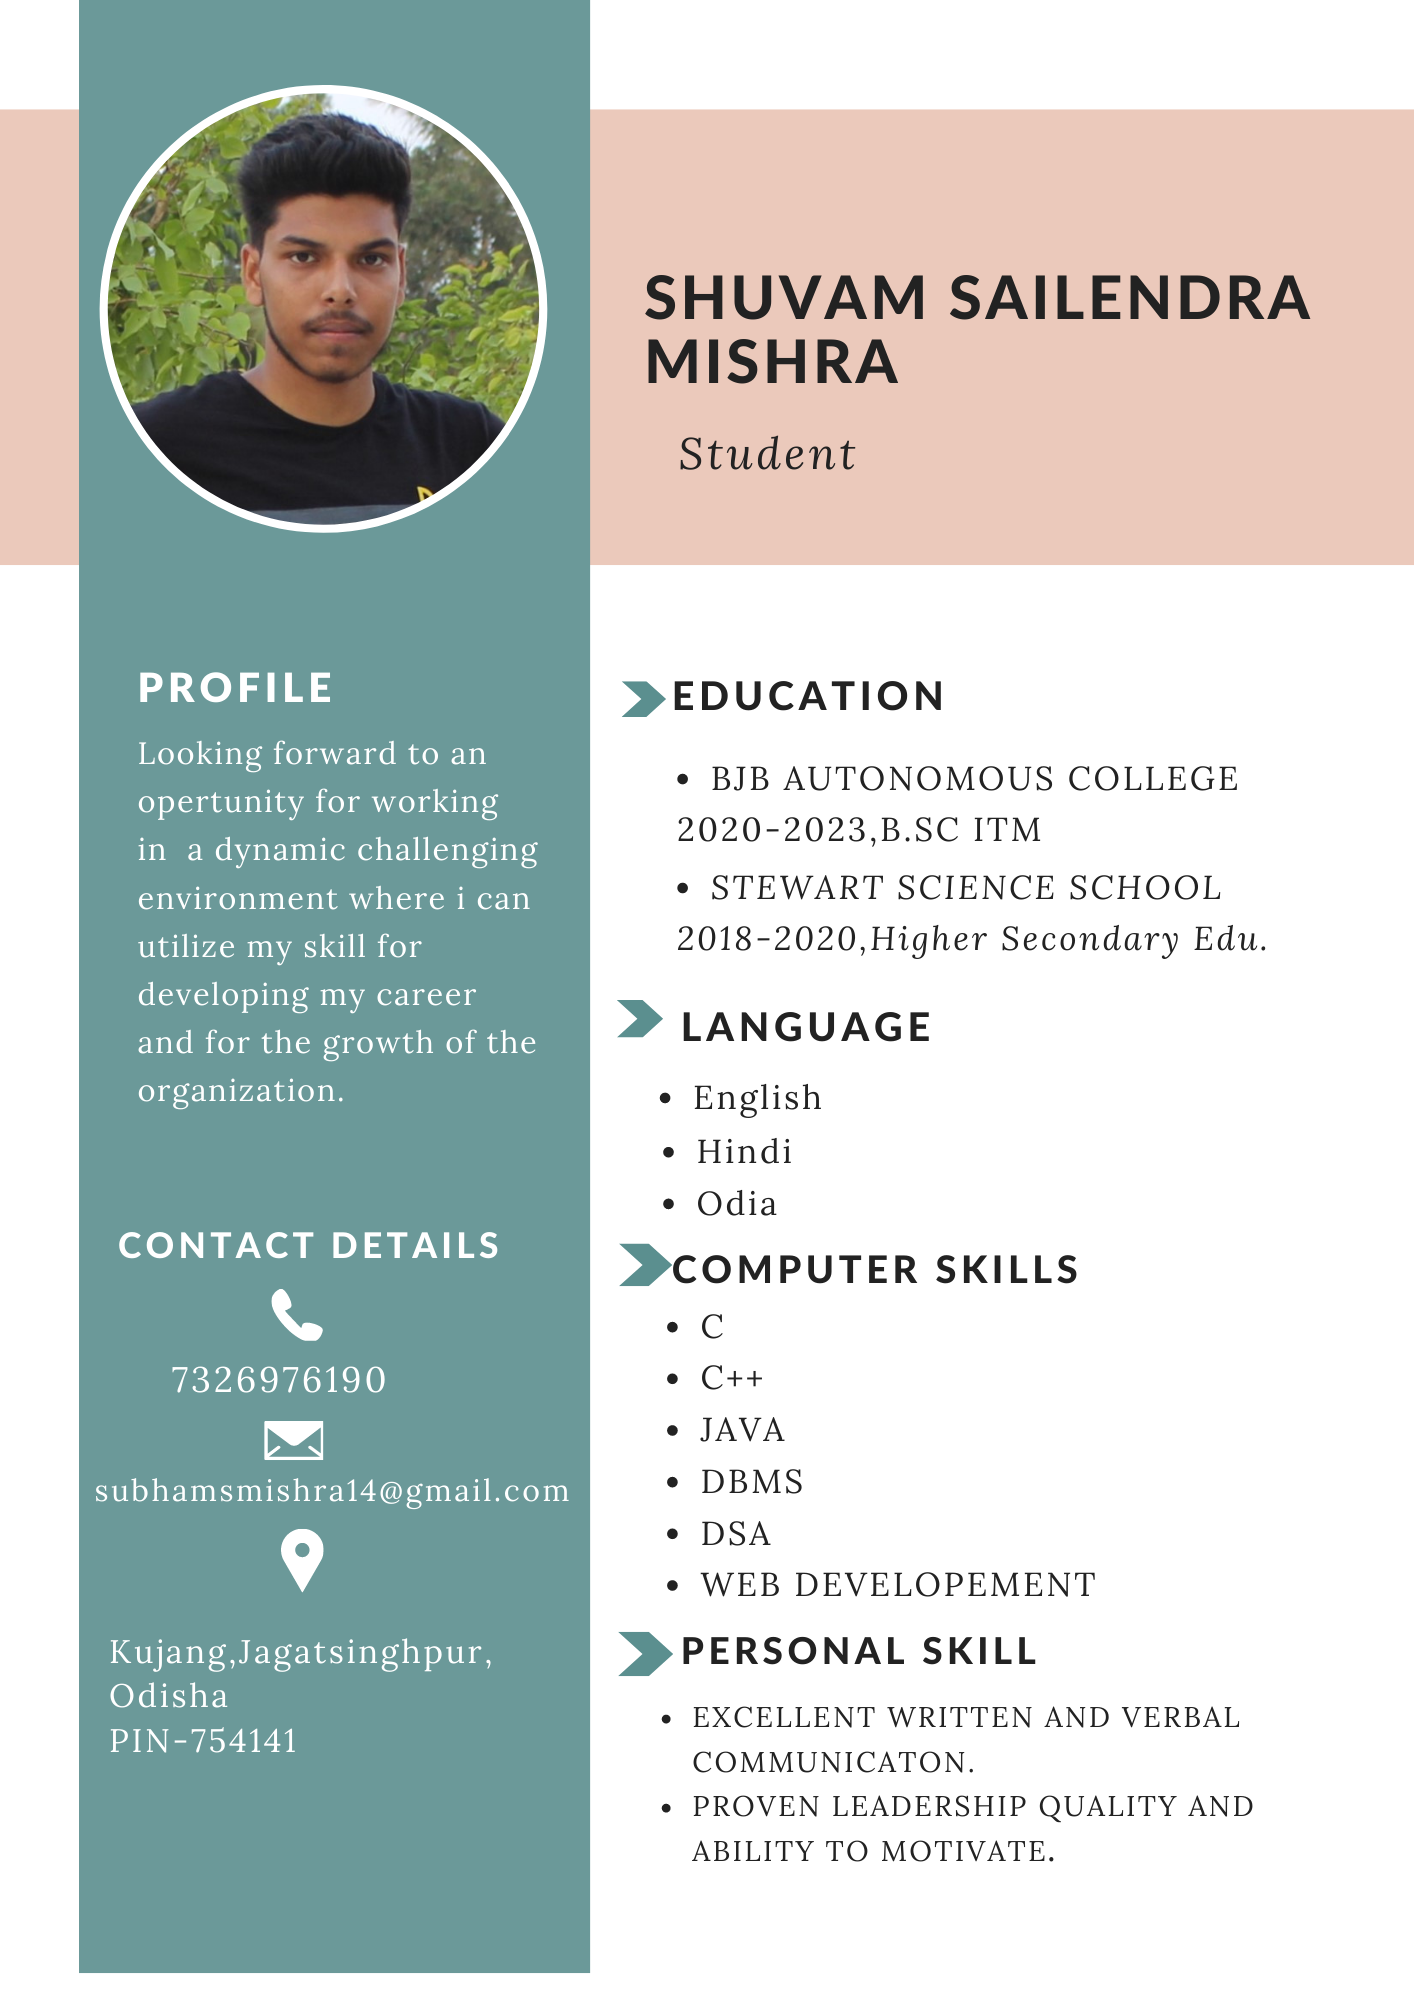 SHUVAM SAILENDRA
MISHRA
Student
PROFILE
Looking forward to an
opertunity for working
in  a dynamic challenging
environment where i can
utilize my skill for
developing my career
and for the growth of the
organization.
CONTACT DETAILS
7326976190
subhamsmishra14@gmail.com
Kujang,Jagatsinghpur,
Odisha
PIN-754141
EDUCATION
• BJB AUTONOMOUS COLLEGE
2020-2023,B.SC ITM
• STEWART SCIENCE SCHOOL
2018-2020,Higher Secondary Edu.
LANGUAGE
• English
• Hindi
• Odia
COMPUTER SKILLS
• C
• C++
• JAVA
• DBMS
• DSA
• WEB DEVELOPEMENT
PERSONAL SKILL
• EXCELLENT WRITTEN AND VERBAL
COMMUNICATON.
• PROVEN LEADERSHIP QUALITY AND
ABILITY TO MOTIVATE.